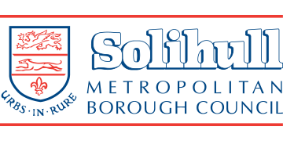 Solihull
METROPOLITAN
BOROUGH COUNCIL
URBS · IN · RURE